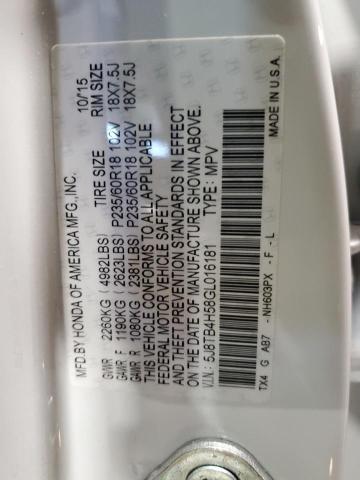 MFD.BY HONDA OF AMERICA MFG.,INC. 10/15
TIRE SIZE RIM SIZE
GVWR 2260KG (4982LBS)
GAWR F 1190KG (2623LBS) P235/60R18 102V 18X7.5J
GAWR R 1080KG (2381LBS) P235/60R18 102V 18X7.5J
THIS VEHICLE CONFORMS TO ALL APPLICABLE
FEDERAL MOTOR VEHICLE SAFETY
AND THEFT PREVENTION STANDARDS IN EFFECT
ON THE DATE OF MANUFACTURE SHOWN ABOVE.
V.I.N.: 5J8TB4H58GL016181 TYPE: MPV
TX4 G AB7 -NH603PX - F - L MADE IN U.S.A.